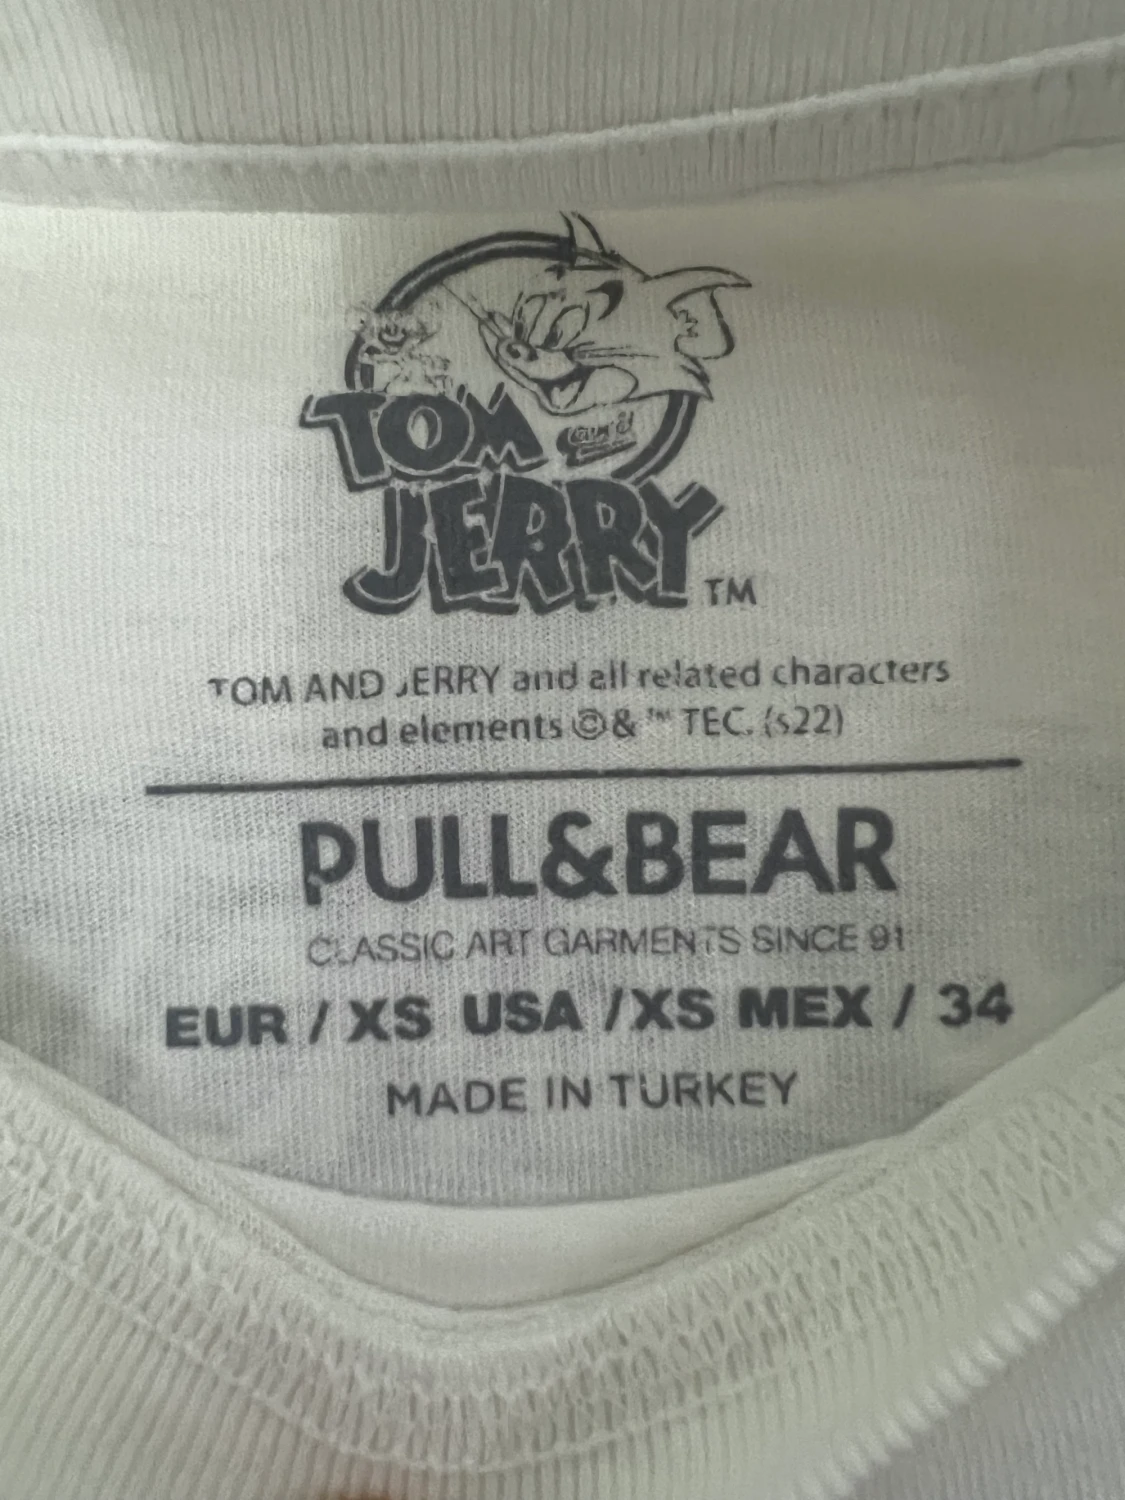 TOM and
JERRY TM
TOM AND JERRY and all related characters
and elements ©& ™ TEC. (s22)
PULL&BEAR
CLASSIC ART GARMENTS SINCE 91
EUR / XS USA / XS MEX / 34
MADE IN TURKEY